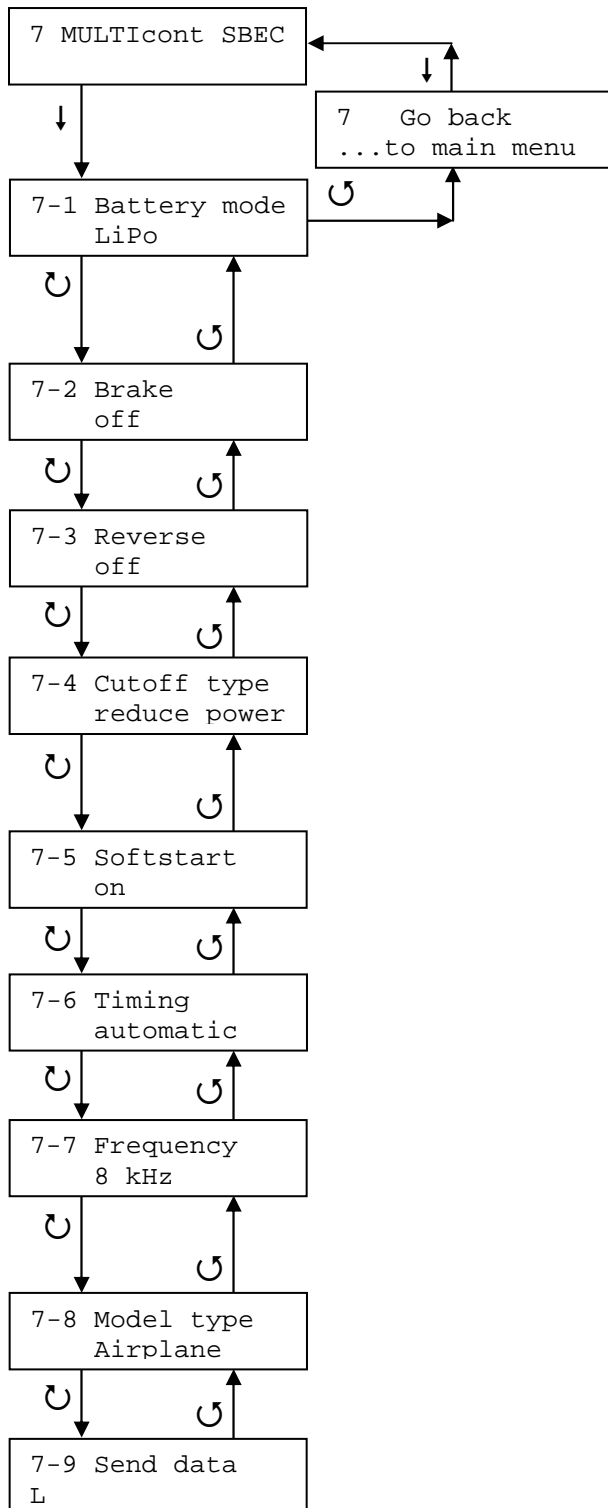 7 MULTIcont SBEC
7 Go back
...to main menu
7-1 Battery mode
LiPo
7-2 Brake
off
7-3 Reverse
off
7-4 Cutoff type
reduce power
7-5 Softstart
on
7-6 Timing
automatic
7-7 Frequency
8 kHz
7-8 Model type
Airplane
7-9 Send data
L